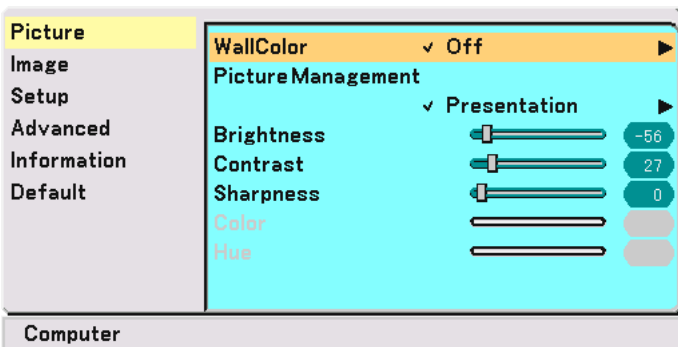 Picture
Image
Setup
Advanced
Information
Default
WallColor ✓ Off
Picture Management
✓ Presentation
Brightness -56
Contrast 27
Sharpness 0
Color
Hue
Computer